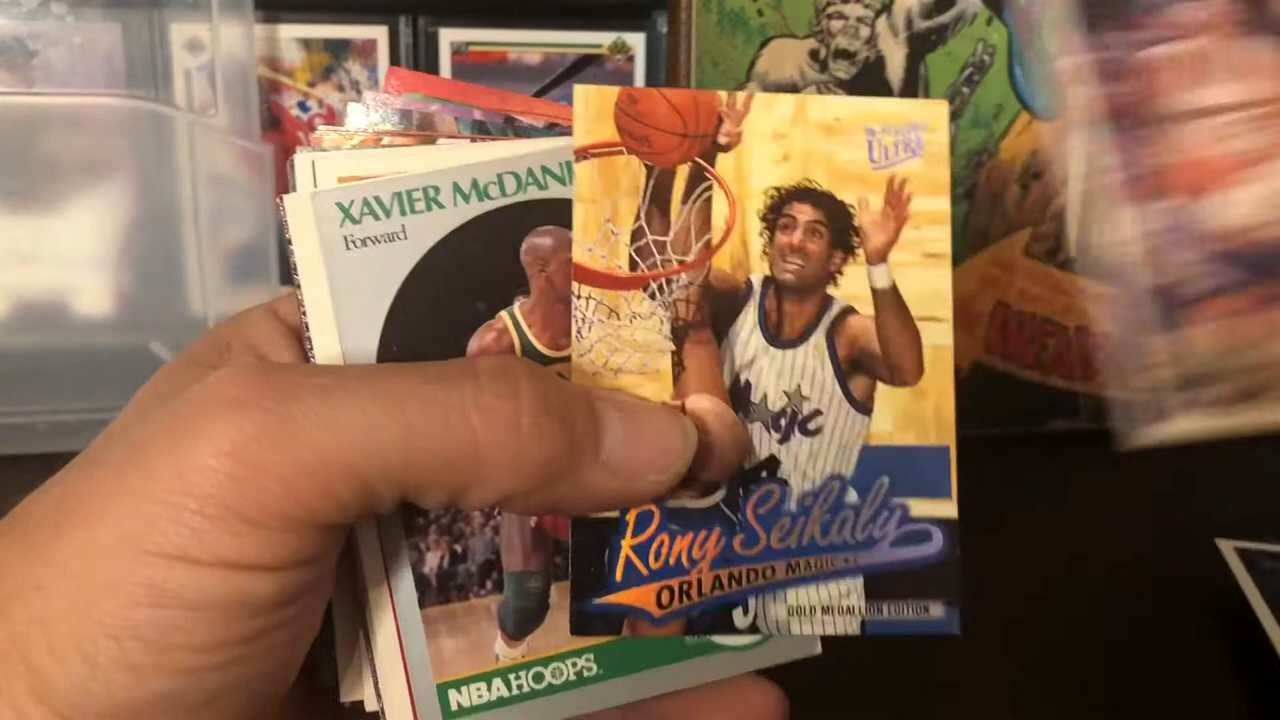 XAVIER McDANI
Forward
NBA HOOPS
ULTRA
Magic
Rony Seikaly
ORLANDO MAGIC • C
GOLD MEDALLION EDITION